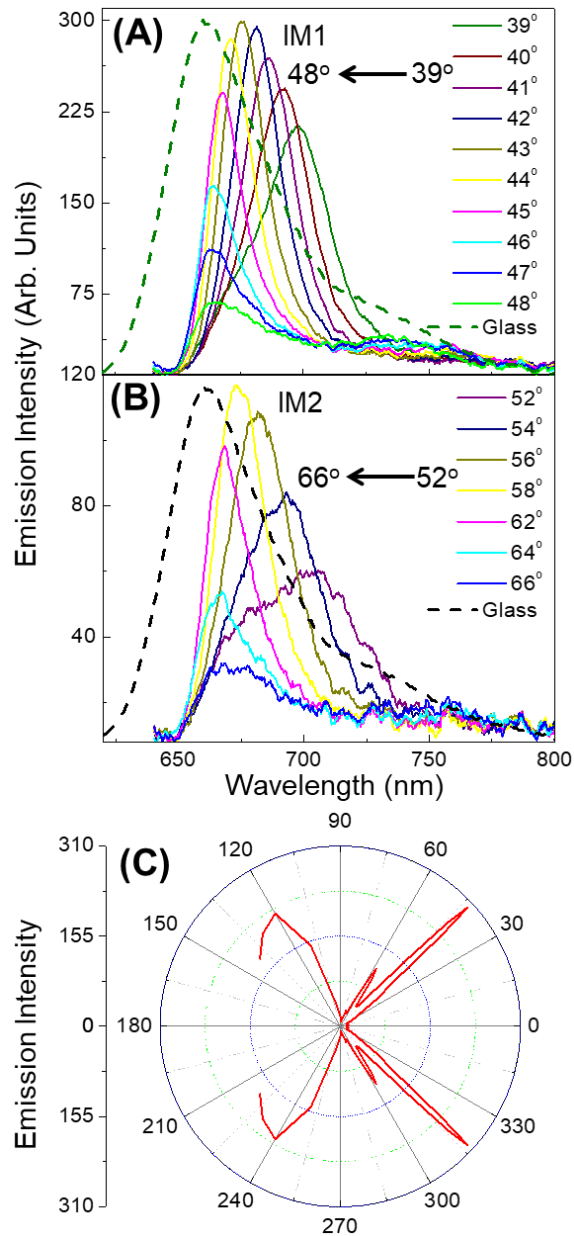 (A)
IM1
48° ← 39°
300
225
150
75
120
39°
40°
41°
42°
43°
44°
45°
46°
47°
48°
Glass
Emission Intensity (Arb. Units)
(B)
IM2
66° ← 52°
80
40
52°
54°
56°
58°
62°
64°
66°
Glass
650 700 750 800
Wavelength (nm)
(C)
310
155
0
155
310
Emission Intensity
90
120 60
150 30
180 0
210 330
240 300
270